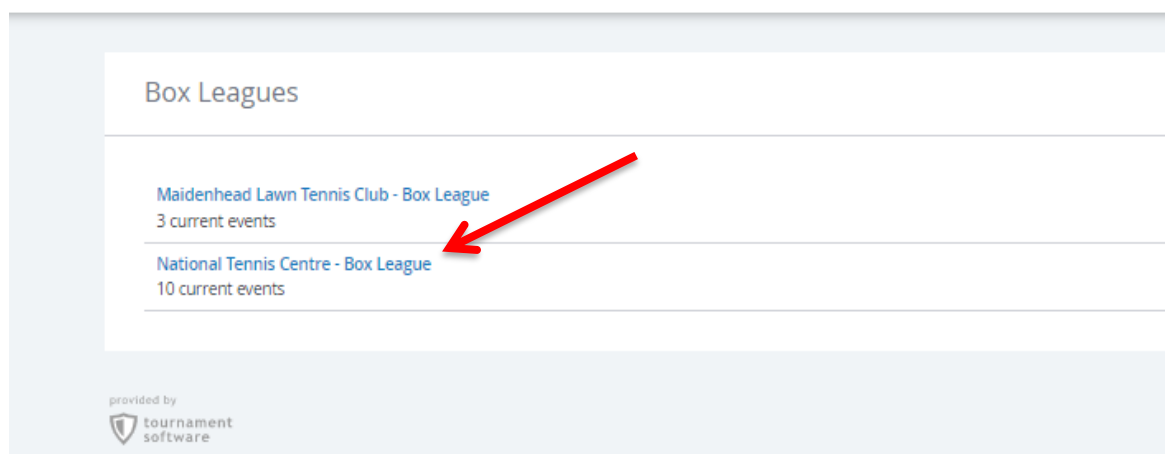 Box Leagues
Maidenhead Lawn Tennis Club - Box League
3 current events
National Tennis Centre - Box League
10 current events
provided by
tournament
software